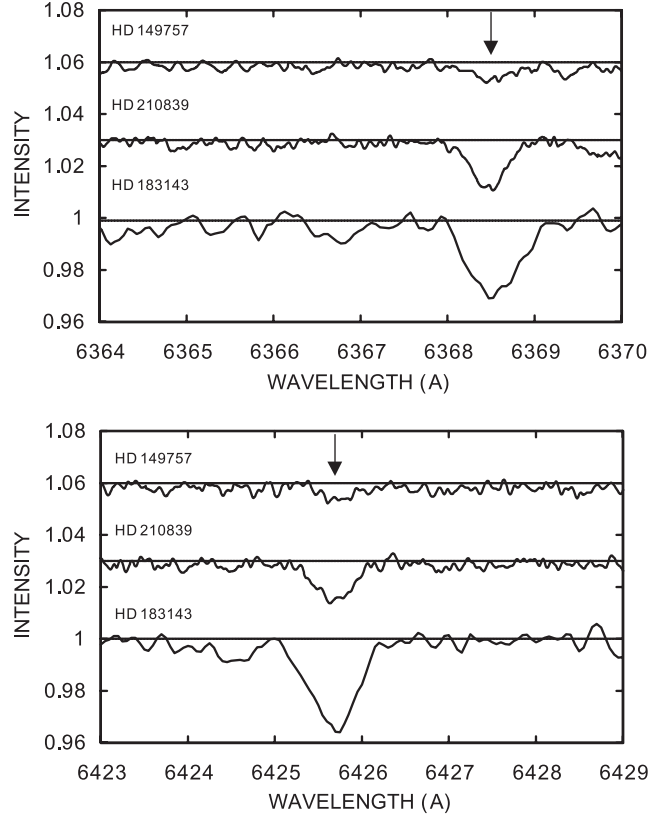 1.08
HD 149757
1.06
1.04
HD 210839
1.02
HD 183143
1
0.98
0.96
INTENSITY
6364 6365 6366 6367 6368 6369 6370
WAVELENGTH (A)
1.08
HD 149757
1.06
1.04
HD 210839
1.02
HD 183143
1
0.98
0.96
INTENSITY
6423 6424 6425 6426 6427 6428 6429
WAVELENGTH (A)